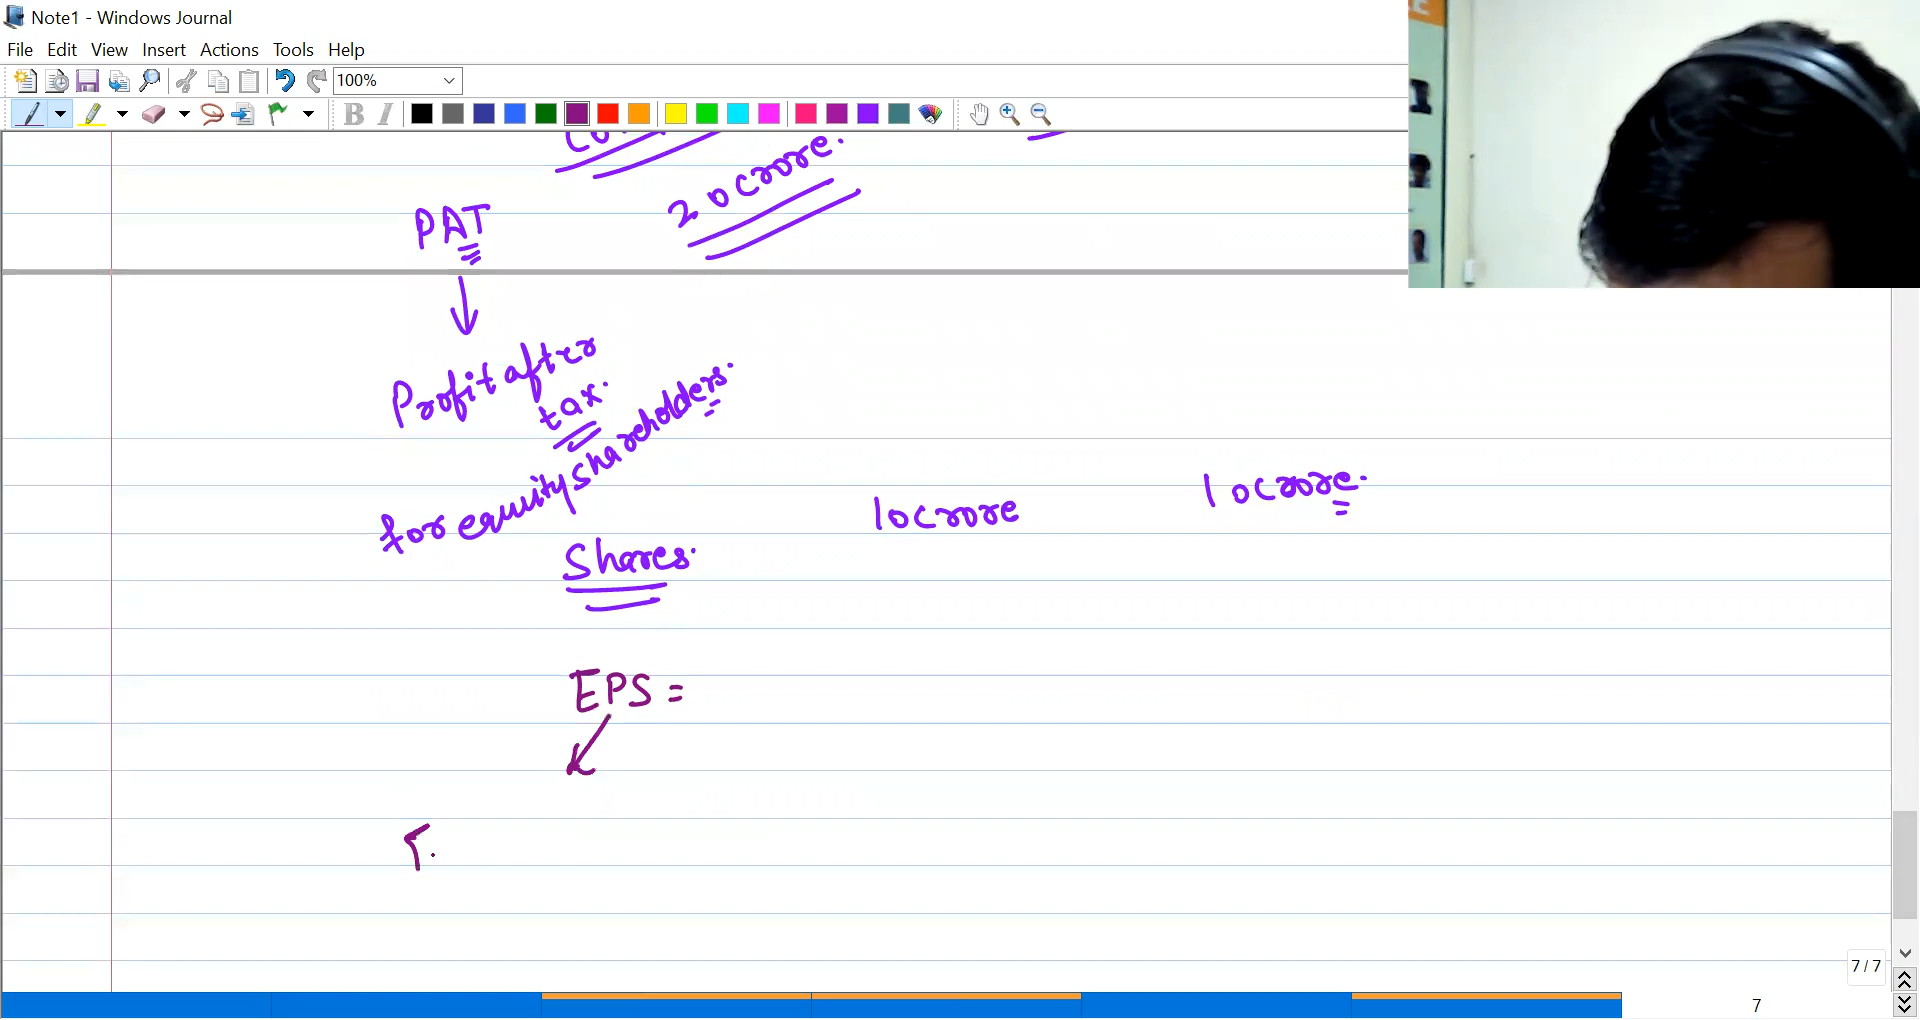 Note1 - Windows Journal
File Edit View Insert Actions Tools Help
100%
B I
20 crore.
PAT
Profit after
tax.
for equity shareholders.
10 crore.
10 crore
Shares.
EPS =
7 / 7
7